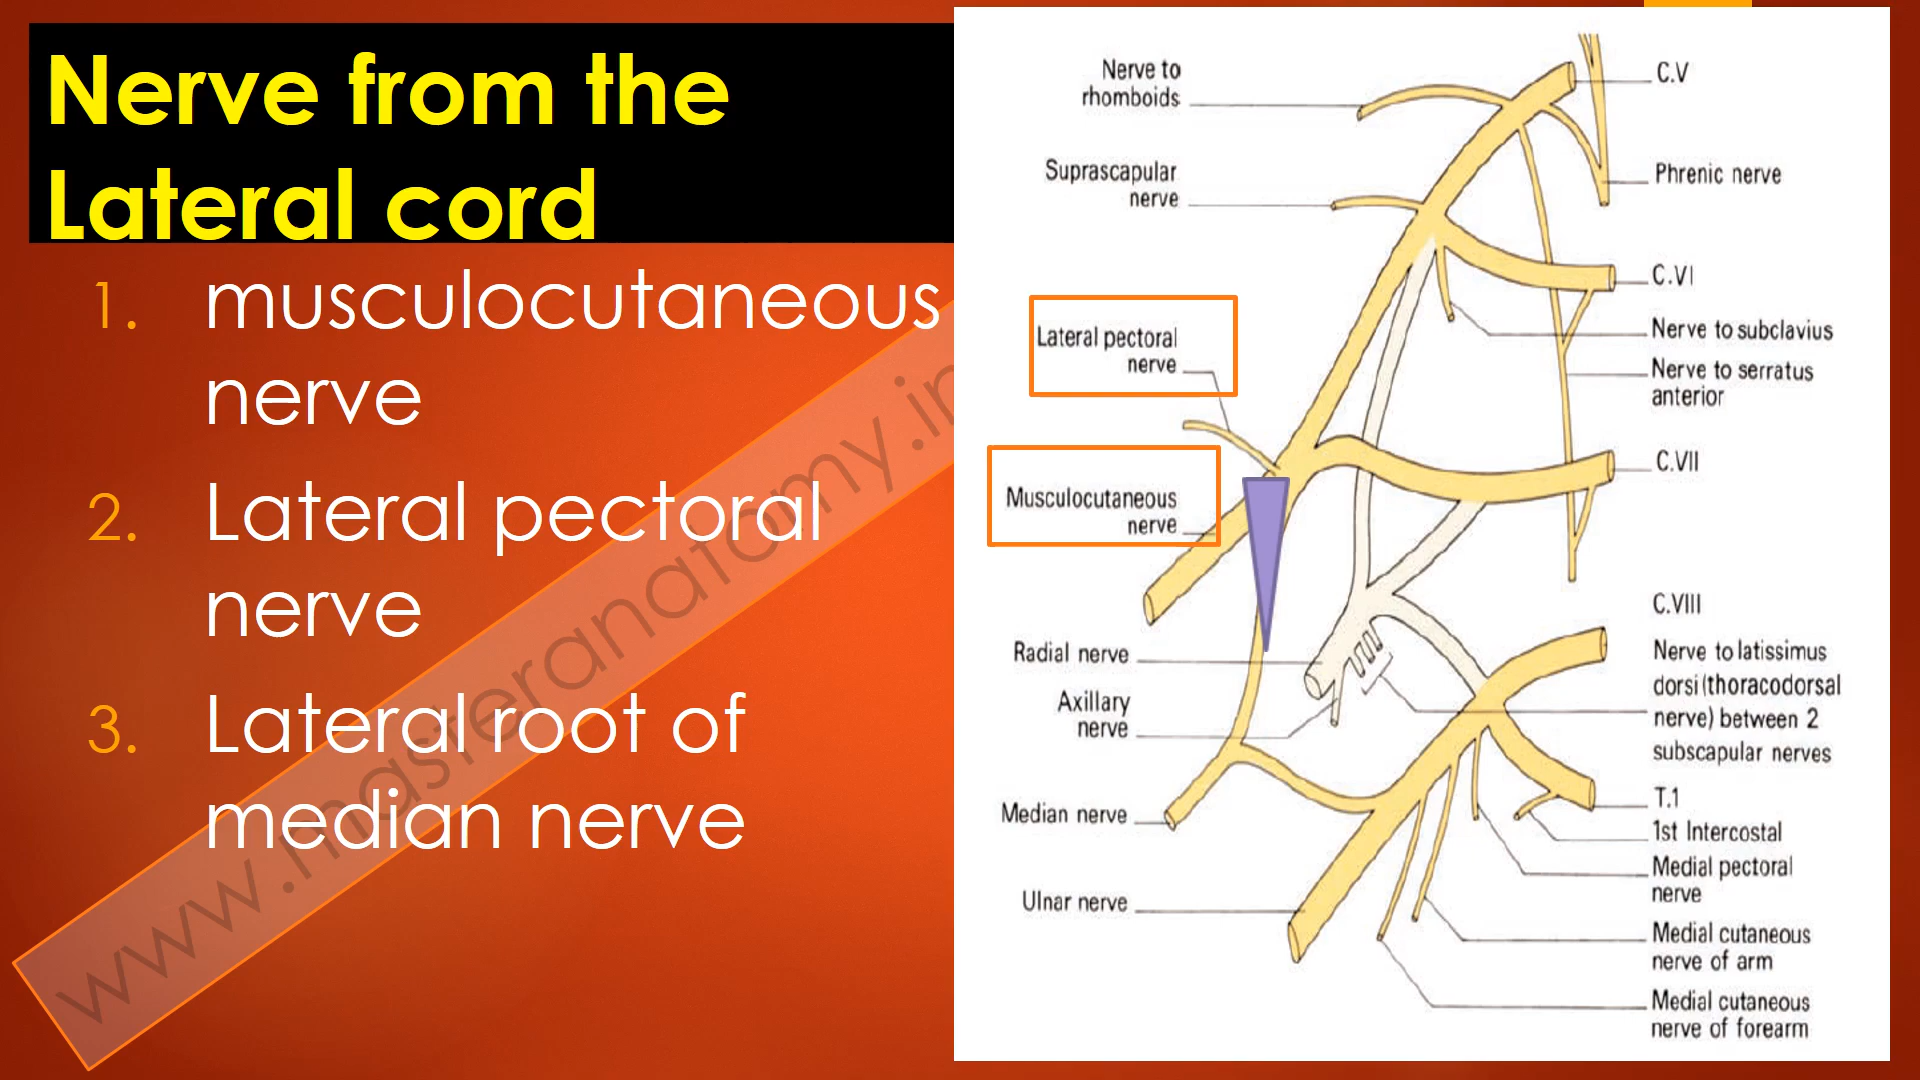 Nerve from the
Lateral cord
1. musculocutaneous
nerve
2. Lateral pectoral
nerve
3. Lateral root of
median nerve
www.masteranatomy.in
Nerve to
rhomboids
Suprascapular
nerve
Lateral pectoral
nerve
Musculocutaneous
nerve
Radial nerve
Axillary
nerve
Median nerve
Ulnar nerve
C.V
Phrenic nerve
C.VI
Nerve to subclavius
Nerve to serratus
anterior
C.VII
C.VIII
Nerve to latissimus
dorsi (thoracodorsal
nerve) between 2
subscapular nerves
T.1
1st Intercostal
Medial pectoral
nerve
Medial cutaneous
nerve of arm
Medial cutaneous
nerve of forearm